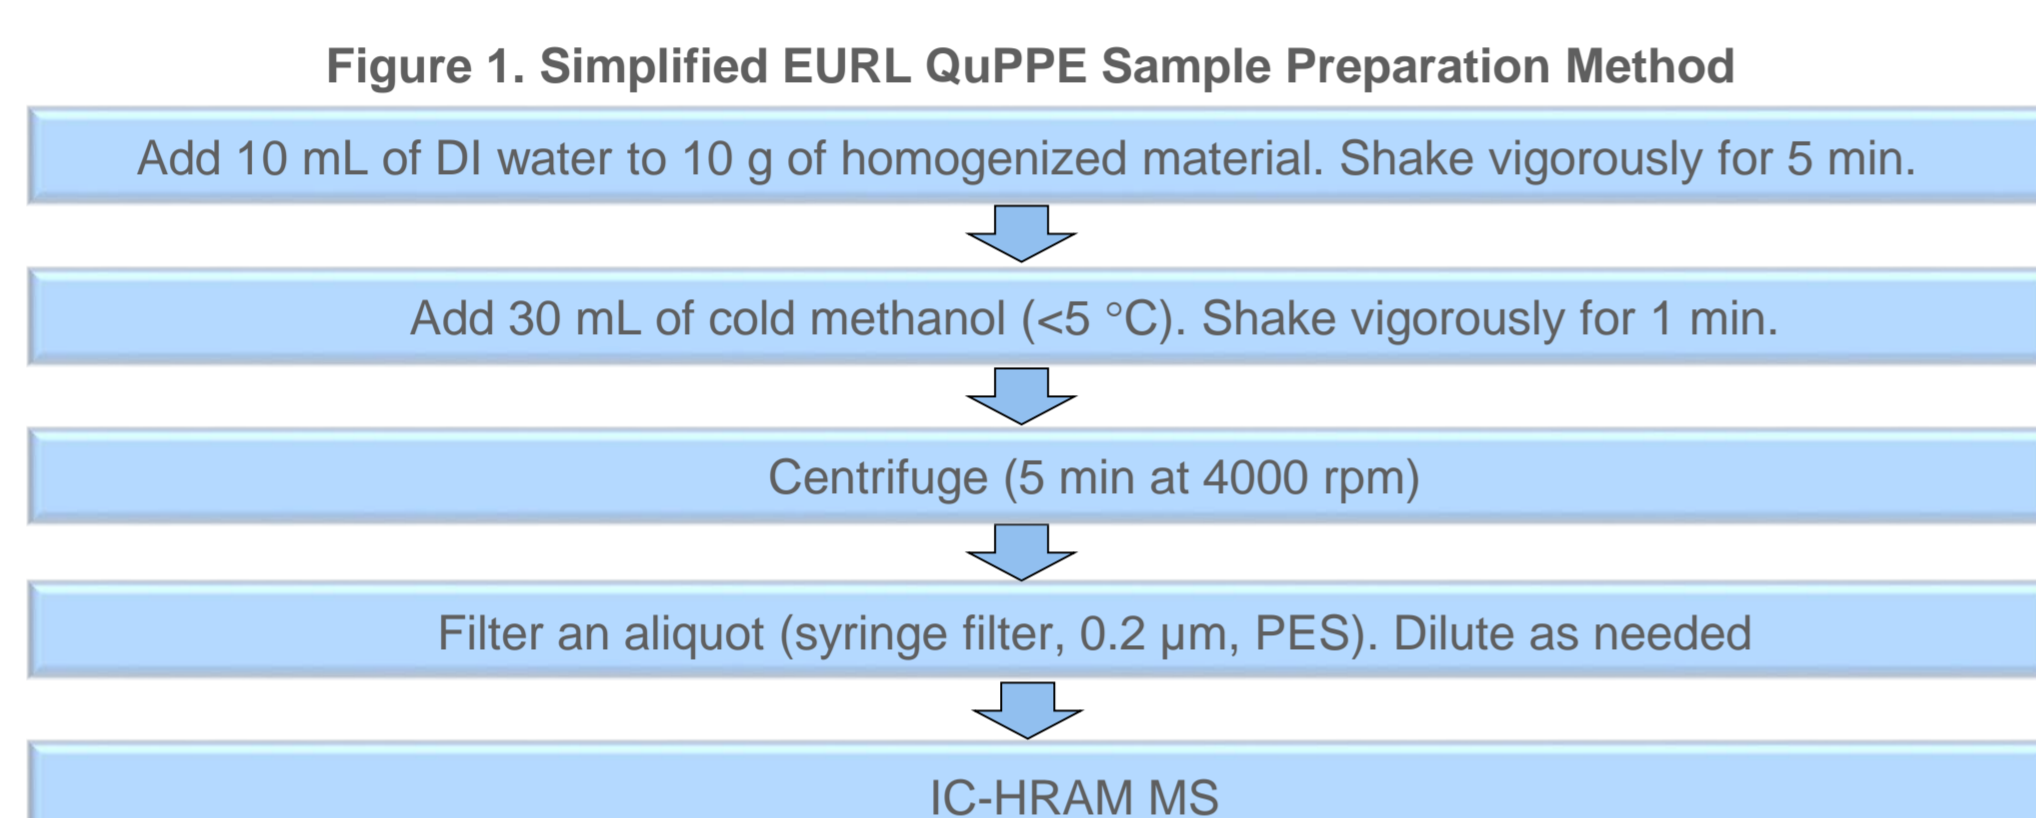 Figure 1. Simplified EURL QuPPE Sample Preparation Method
Add 10 mL of DI water to 10 g of homogenized material. Shake vigorously for 5 min.
Add 30 mL of cold methanol (<5 °C). Shake vigorously for 1 min.
Centrifuge (5 min at 4000 rpm)
Filter an aliquot (syringe filter, 0.2 µm, PES). Dilute as needed
IC-HRAM MS